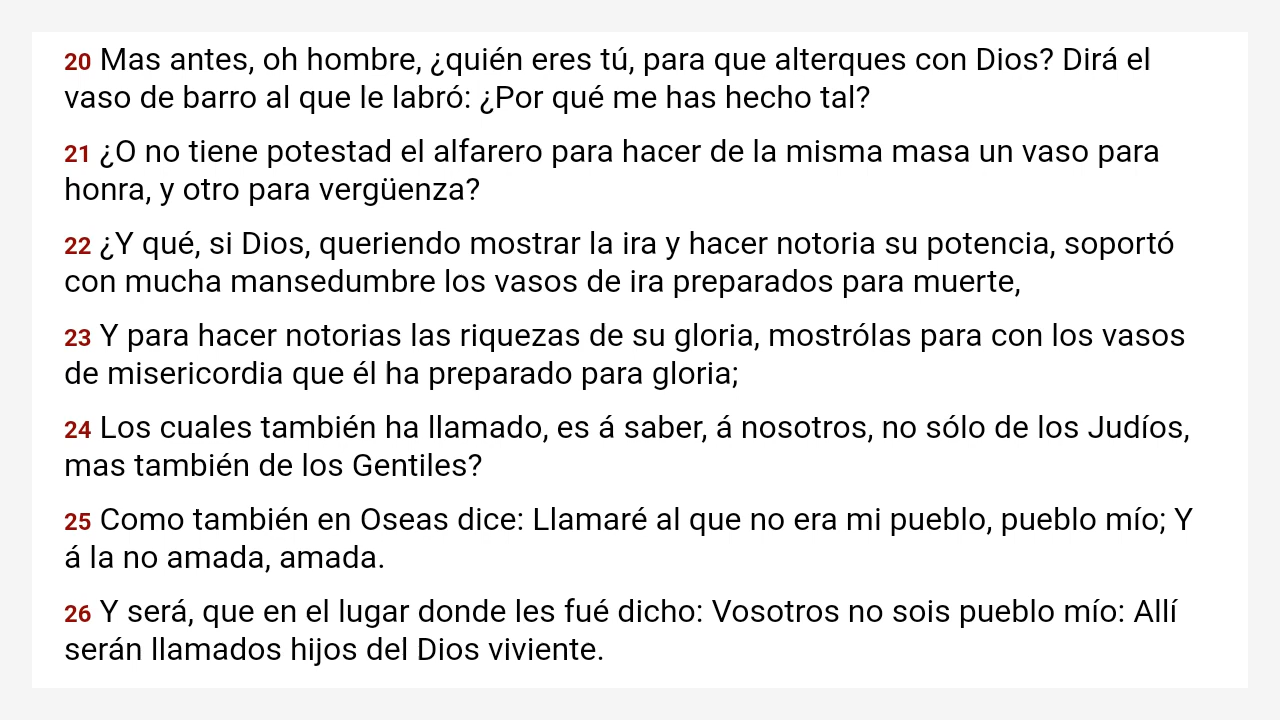 20 Mas antes, oh hombre, ¿quién eres tú, para que alterques con Dios? Dirá el
vaso de barro al que le labró: ¿Por qué me has hecho tal?
21 ¿O no tiene potestad el alfarero para hacer de la misma masa un vaso para
honra, y otro para vergüenza?
22 ¿Y qué, si Dios, queriendo mostrar la ira y hacer notoria su potencia, soportó
con mucha mansedumbre los vasos de ira preparados para muerte,
23 Y para hacer notorias las riquezas de su gloria, mostrólas para con los vasos
de misericordia que él ha preparado para gloria;
24 Los cuales también ha llamado, es á saber, á nosotros, no sólo de los Judíos,
mas también de los Gentiles?
25 Como también en Oseas dice: Llamaré al que no era mi pueblo, pueblo mío; Y
á la no amada, amada.
26 Y será, que en el lugar donde les fué dicho: Vosotros no sois pueblo mío: Allí
serán llamados hijos del Dios viviente.